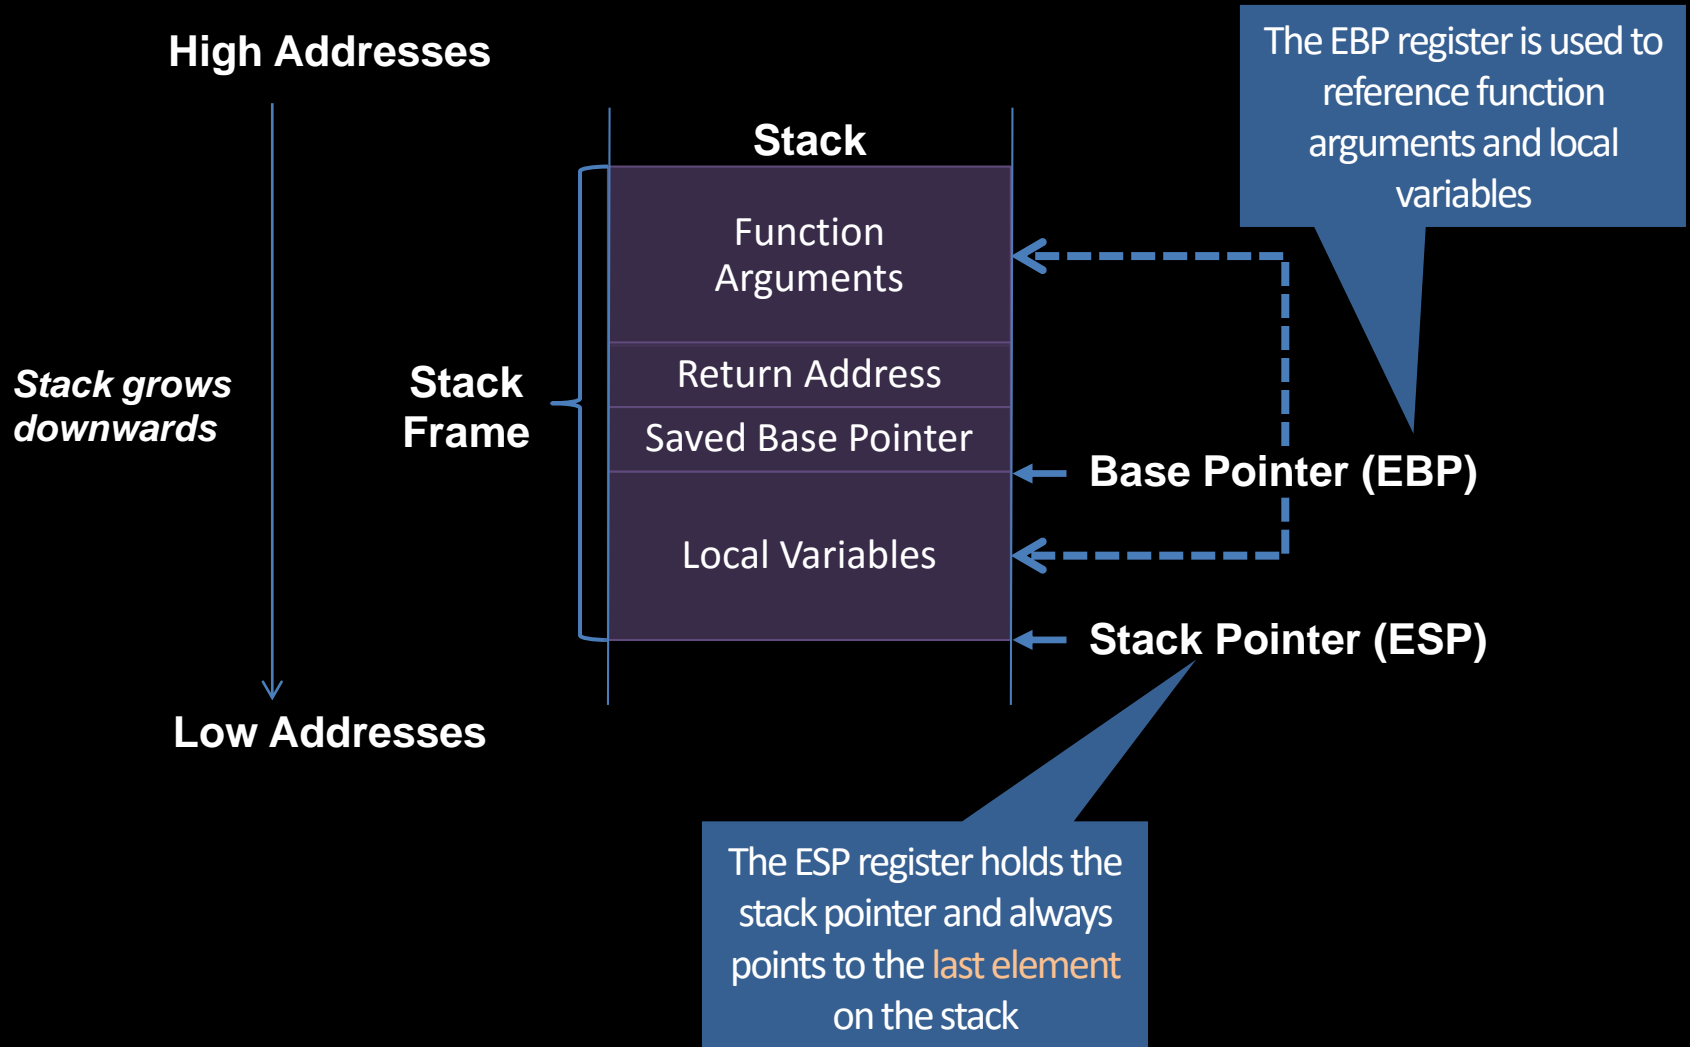 High Addresses
The EBP register is used to
reference function
arguments and local
variables
Stack
Function
Arguments
Stack grows
downwards
Stack
Frame
Return Address
Saved Base Pointer
Base Pointer (EBP)
Local Variables
Stack Pointer (ESP)
Low Addresses
The ESP register holds the
stack pointer and always
points to the last element
on the stack